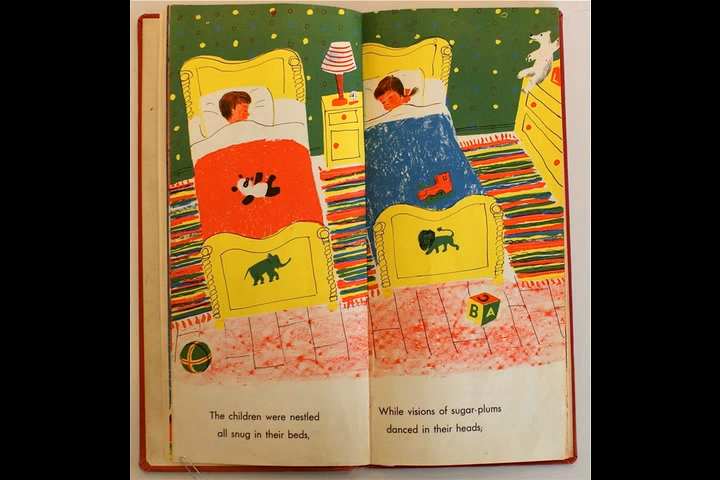 The children were nestled
all snug in their beds,
While visions of sugar-plums
danced in their heads;
B A